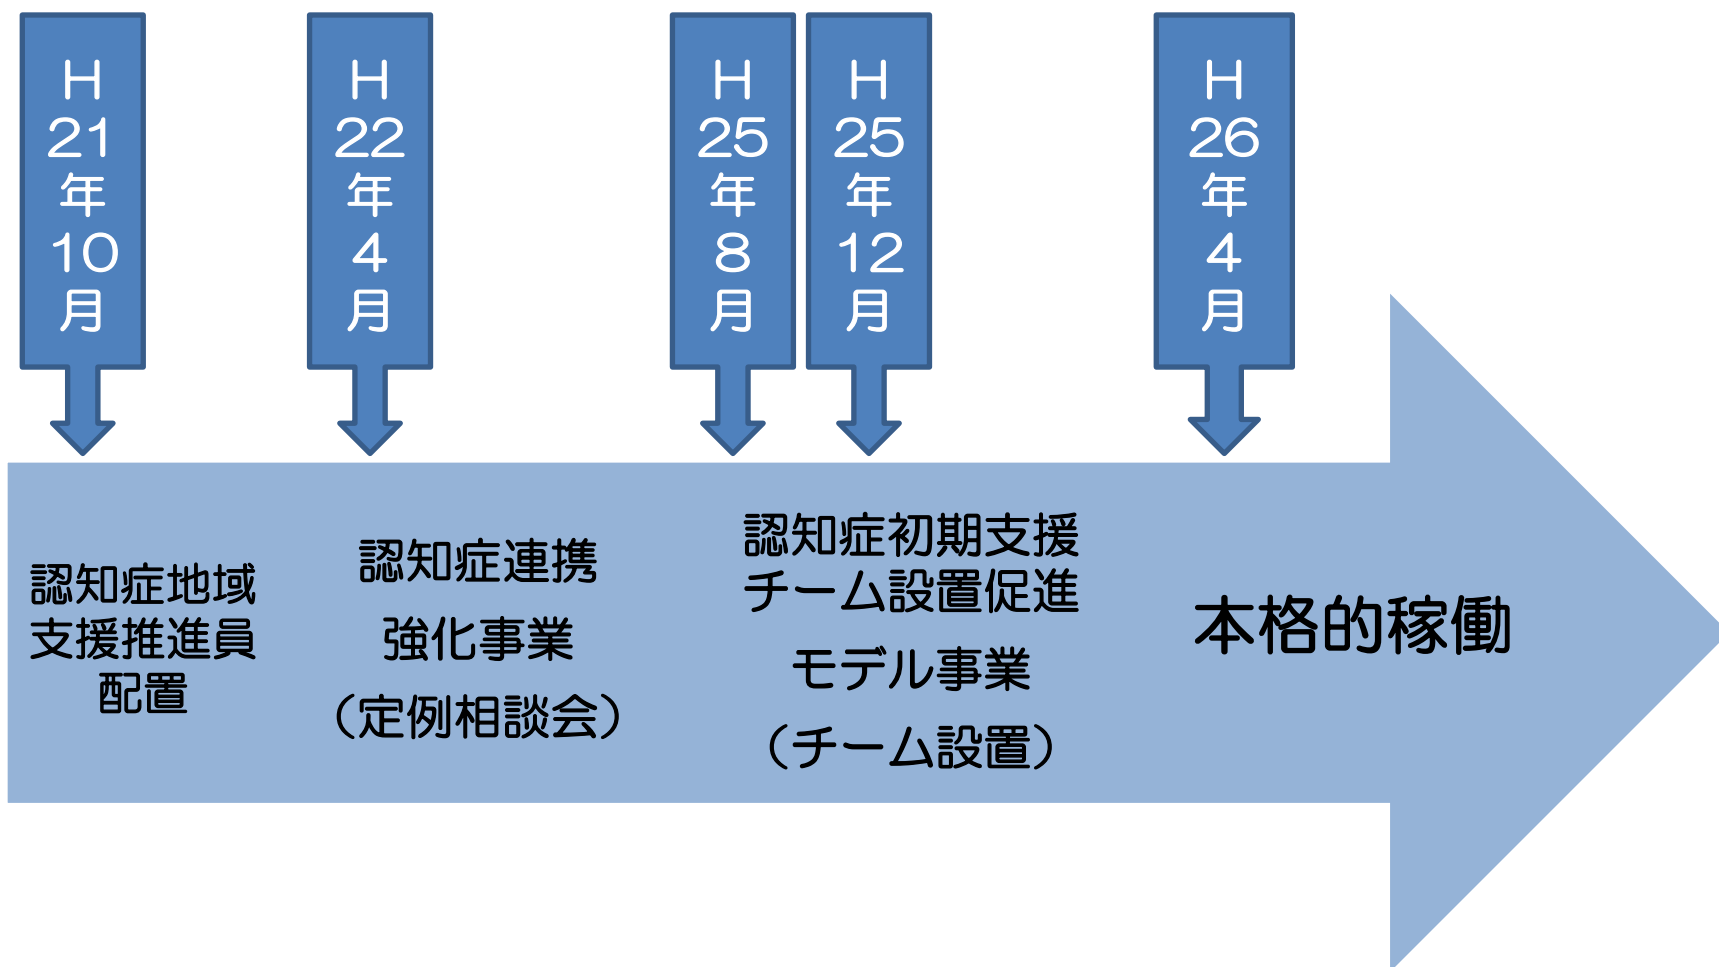 H
21
年
10
月
H
22
年
4
月
H
25
年
8
月
H
25
年
12
月
H
26
年
4
月
認知症地域
支援推進員
配置
認知症連携
強化事業
（定例相談会）
認知症初期支援
チーム設置促進
モデル事業
（チーム設置）
本格的稼働